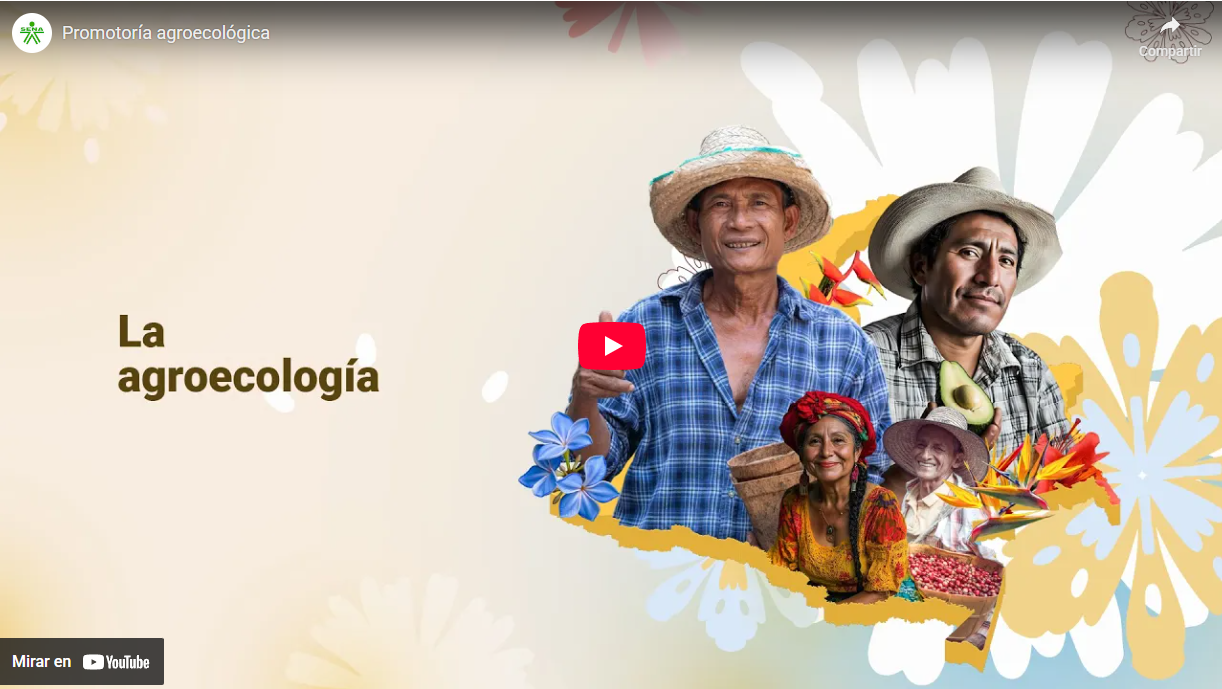 SENA
Promotoría agroecológica
Compartir
La
agroecología
Mirar en YouTube